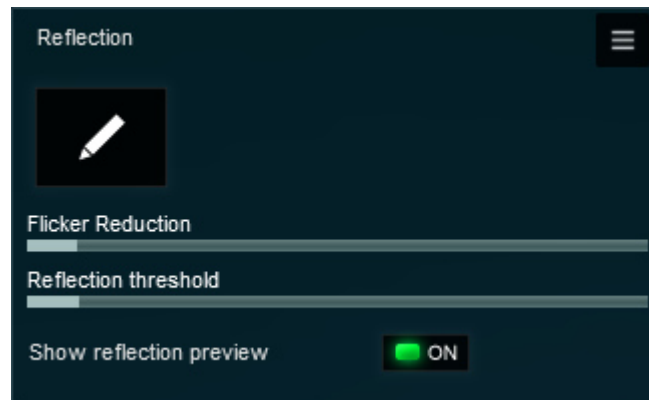 Reflection
Flicker Reduction
Reflection threshold
Show reflection preview ON